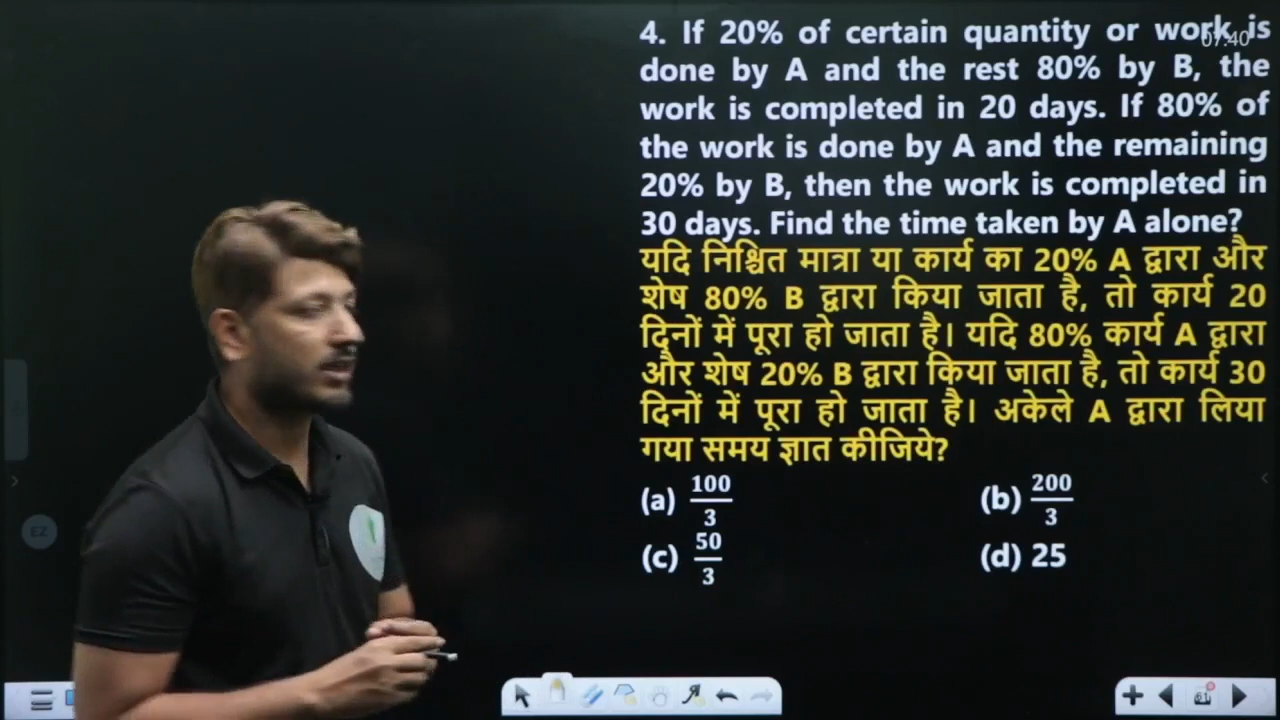 4. If 20% of certain quantity or work is
07:40
done by A and the rest 80% by B, the
work is completed in 20 days. If 80% of
the work is done by A and the remaining
20% by B, then the work is completed in
30 days. Find the time taken by A alone?
यदि निश्चित मात्रा या कार्य का 20% A द्वारा और
शेष 80% B द्वारा किया जाता है, तो कार्य 20
दिनों में पूरा हो जाता है। यदि 80% कार्य A द्वारा
और शेष 20% B द्वारा किया जाता है, तो कार्य 30
दिनों में पूरा हो जाता है। अकेले A द्वारा लिया
गया समय ज्ञात कीजिये?
(a) 100/3 (b) 200/3
(c) 50/3 (d) 25
EZ
61